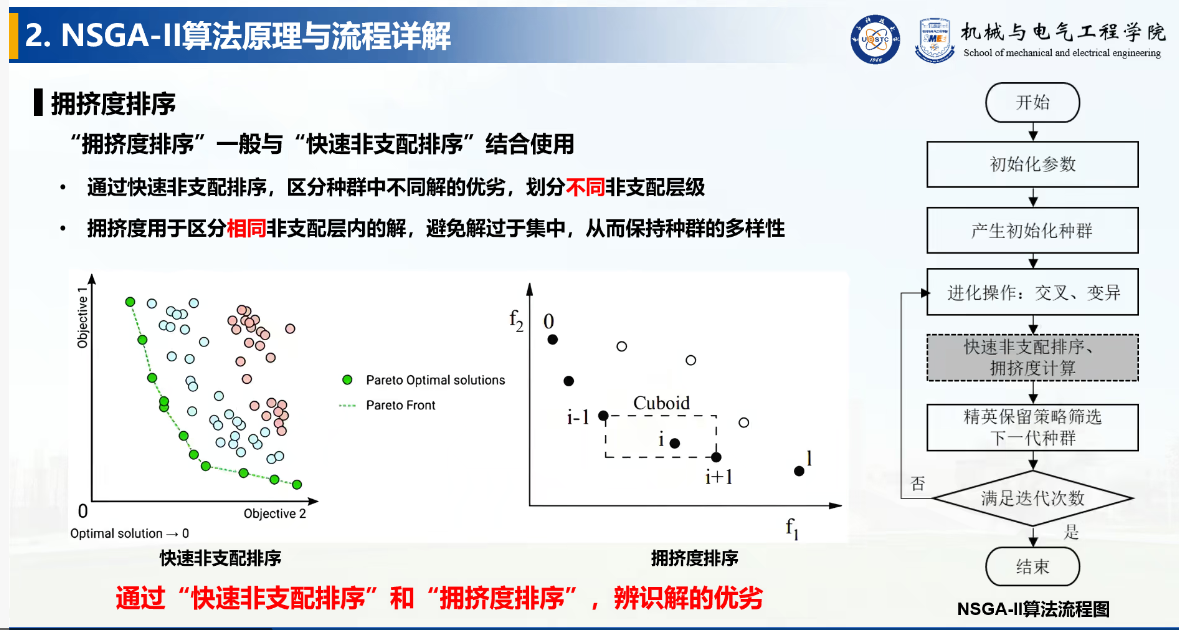 2. NSGA-II算法原理与流程详解
UESTC
1956
ME
机械与电气工程学院
School of mechanical and electrical engineering
拥挤度排序
“拥挤度排序”一般与“快速非支配排序”结合使用
• 通过快速非支配排序，区分种群中不同解的优劣，划分不同非支配层级
• 拥挤度用于区分相同非支配层内的解，避免解过于集中，从而保持种群的多样性
Objective 1
Pareto Optimal solutions
Pareto Front
0
Objective 2
Optimal solution → 0
快速非支配排序
f2
0
i-1
Cuboid
i
i+1
l
f1
拥挤度排序
通过“快速非支配排序”和“拥挤度排序”，辨识解的优劣
开始
初始化参数
产生初始化种群
进化操作：交叉、变异
快速非支配排序、
拥挤度计算
精英保留策略筛选
下一代种群
否
满足迭代次数
是
结束
NSGA-II算法流程图